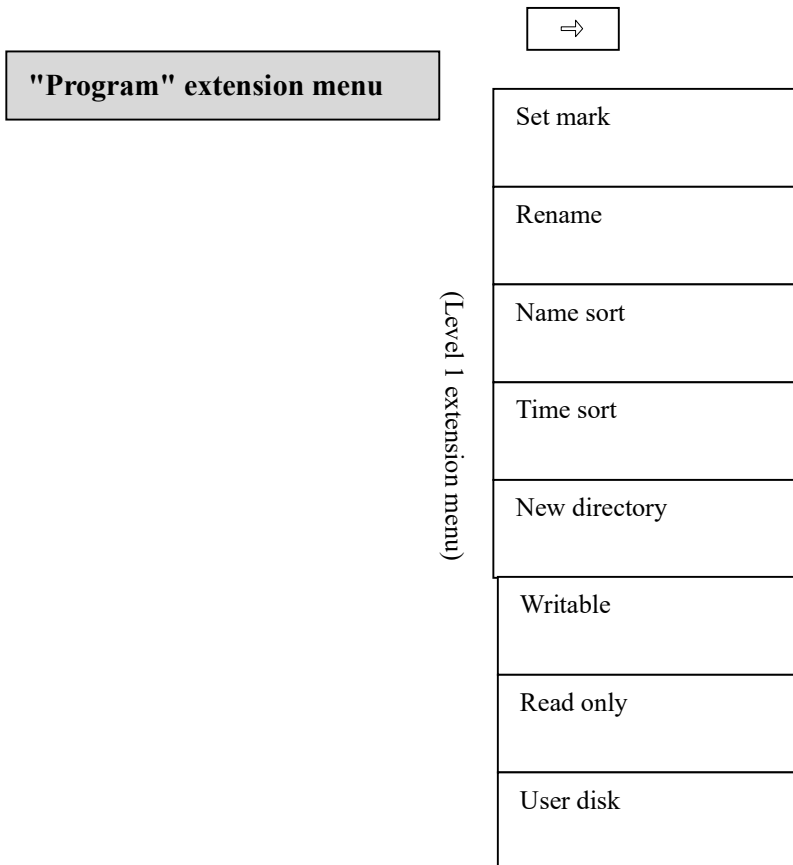 ⇨
"Program" extension menu
(Level 1 extension menu)
Set mark
Rename
Name sort
Time sort
New directory
Writable
Read only
User disk